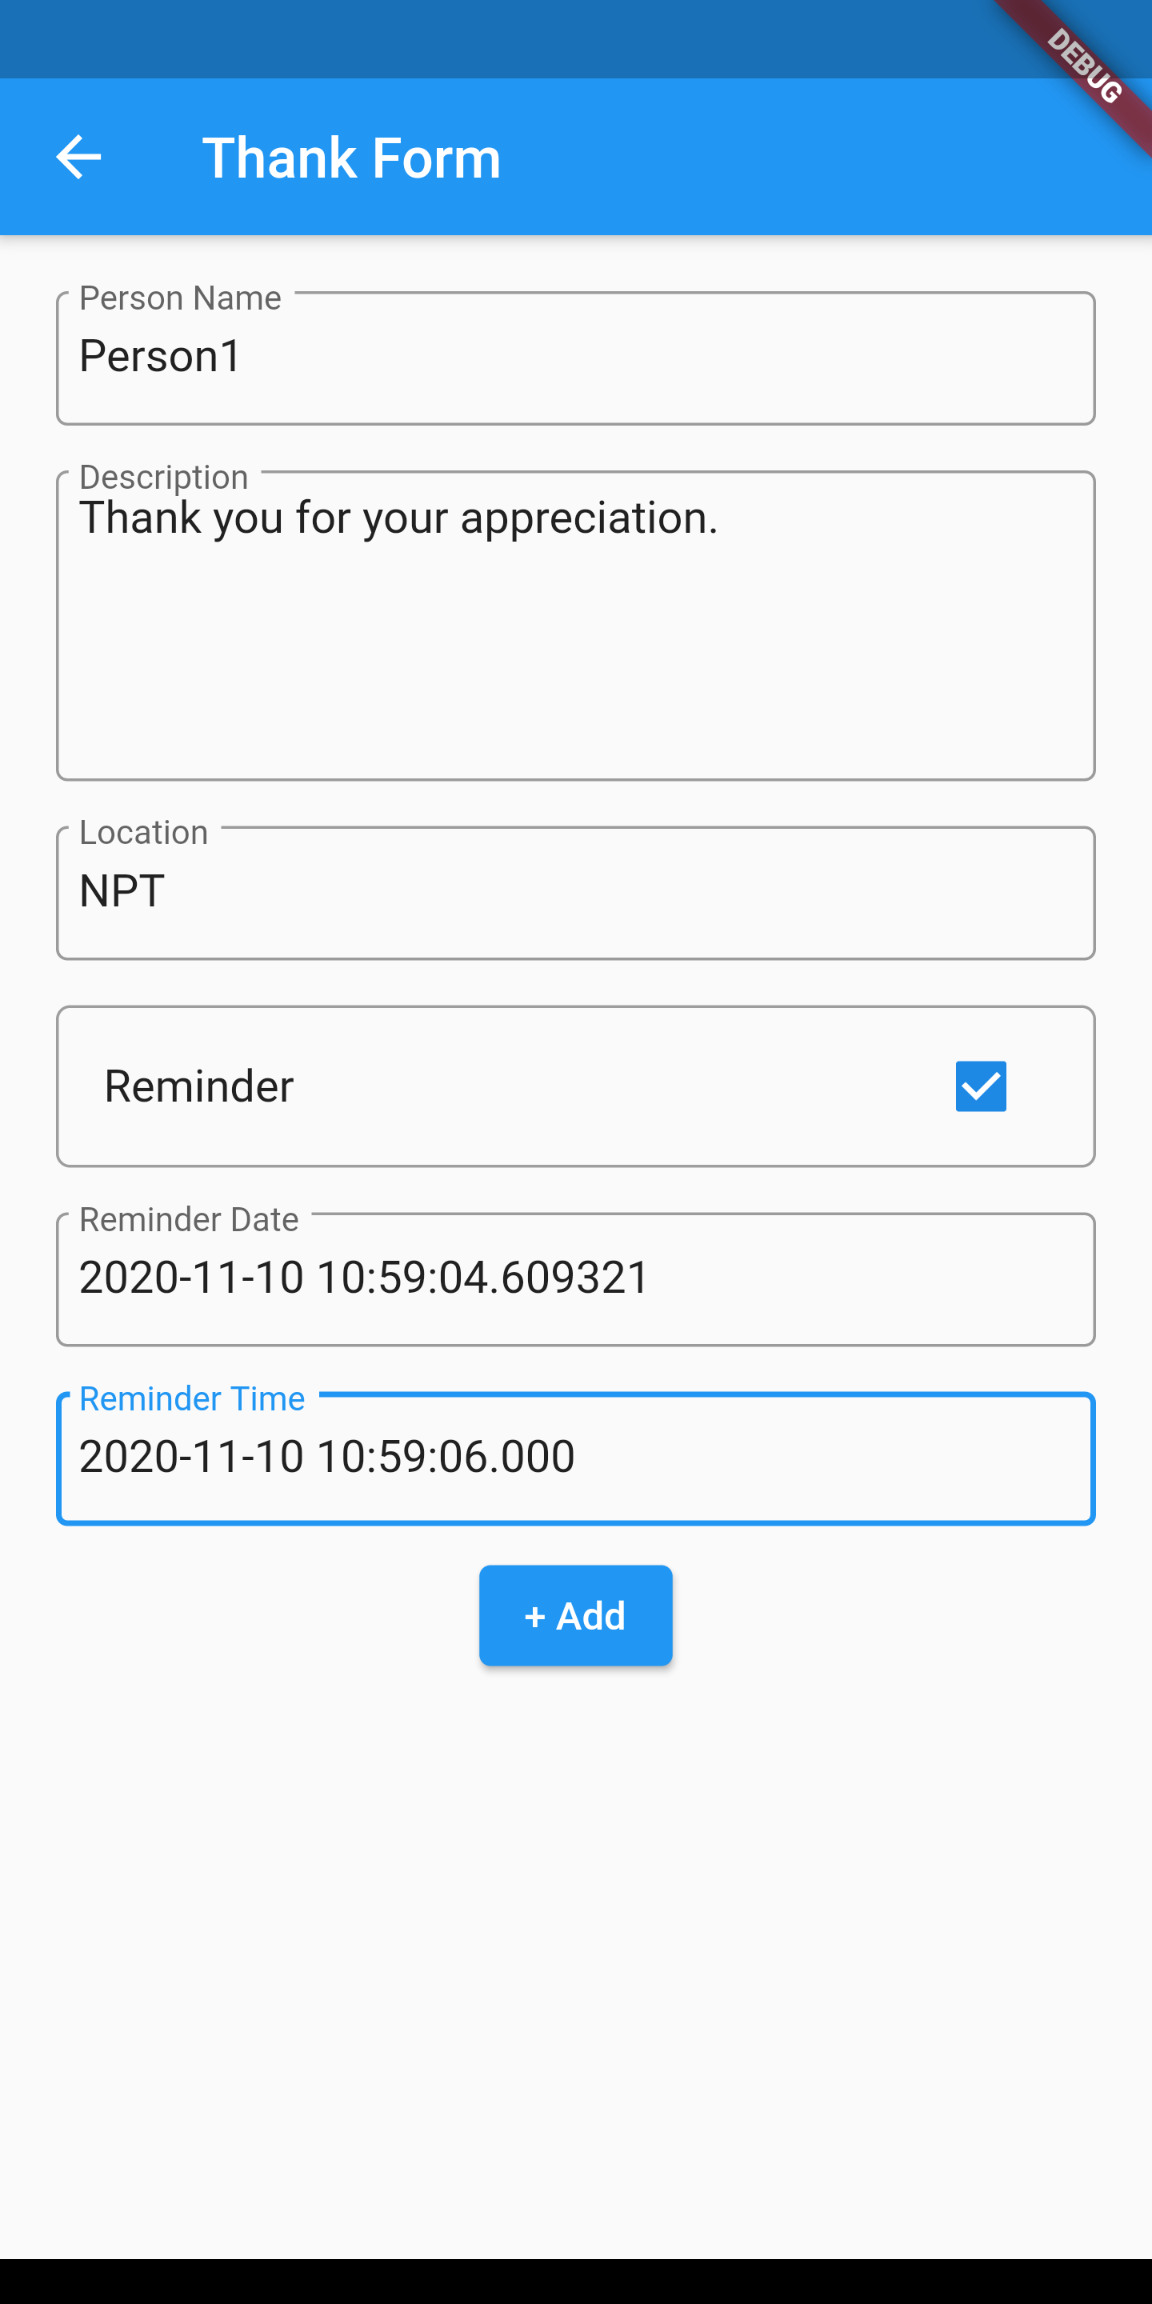 DEBUG
Thank Form
Person Name
Person1
Description
Thank you for your appreciation.
Location
NPT
Reminder
Reminder Date
2020-11-10 10:59:04.609321
Reminder Time
2020-11-10 10:59:06.000
+ Add